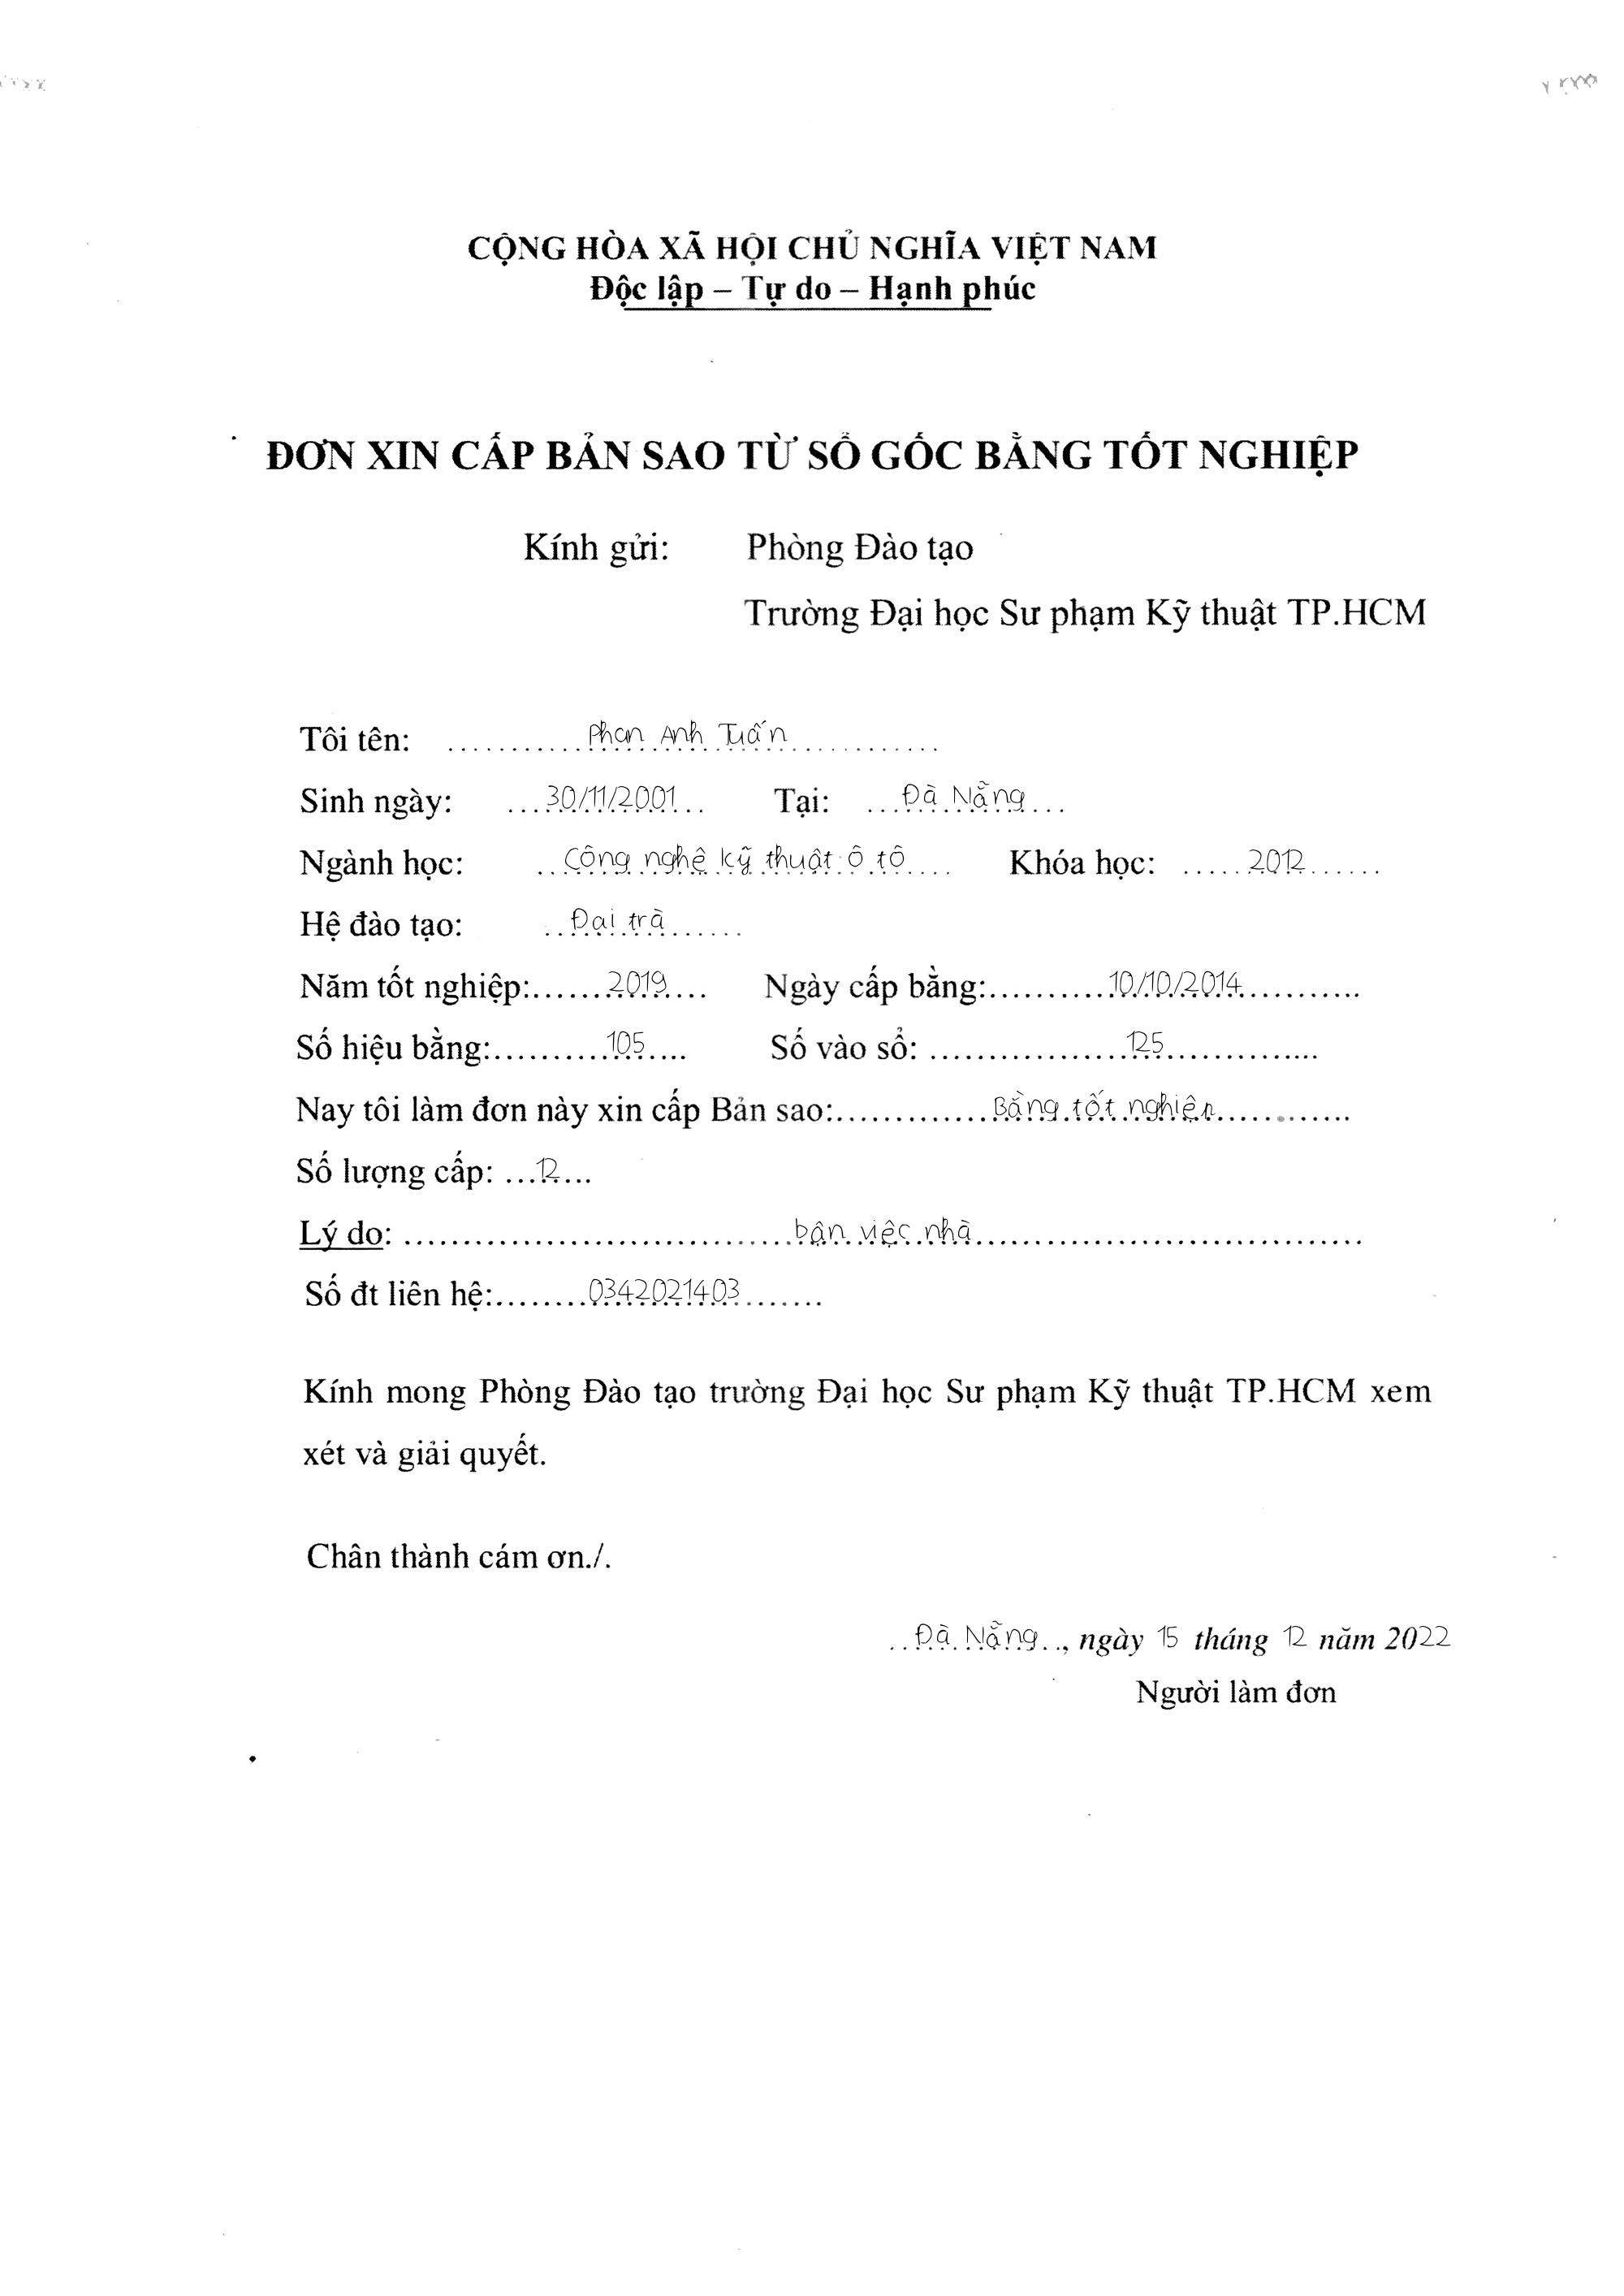 CỘNG HÒA XÃ HỘI CHỦ NGHĨA VIỆT NAM
Độc lập – Tự do – Hạnh phúc
ĐƠN XIN CẤP BẢN SAO TỪ SỔ GỐC BẰNG TỐT NGHIỆP
Kính gửi: Phòng Đào tạo
Trường Đại học Sư phạm Kỹ thuật TP.HCM
Tôi tên: Phan Anh Tuấn
Sinh ngày: 30/11/2001 Tại: Đà Nẵng
Ngành học: Công nghệ kỹ thuật ô tô Khóa học: 2012
Hệ đào tạo: Đại trà
Năm tốt nghiệp: 2019 Ngày cấp bằng: 10/10/2014
Số hiệu bằng: 105 Số vào sổ: 125
Nay tôi làm đơn này xin cấp Bản sao: Bằng tốt nghiệp
Số lượng cấp: 12
Lý do: bận việc nhà
Số đt liên hệ: 0342021403
Kính mong Phòng Đào tạo trường Đại học Sư phạm Kỹ thuật TP.HCM xem
xét và giải quyết.
Chân thành cám ơn./.
Đà Nẵng, ngày 15 tháng 12 năm 2022
Người làm đơn